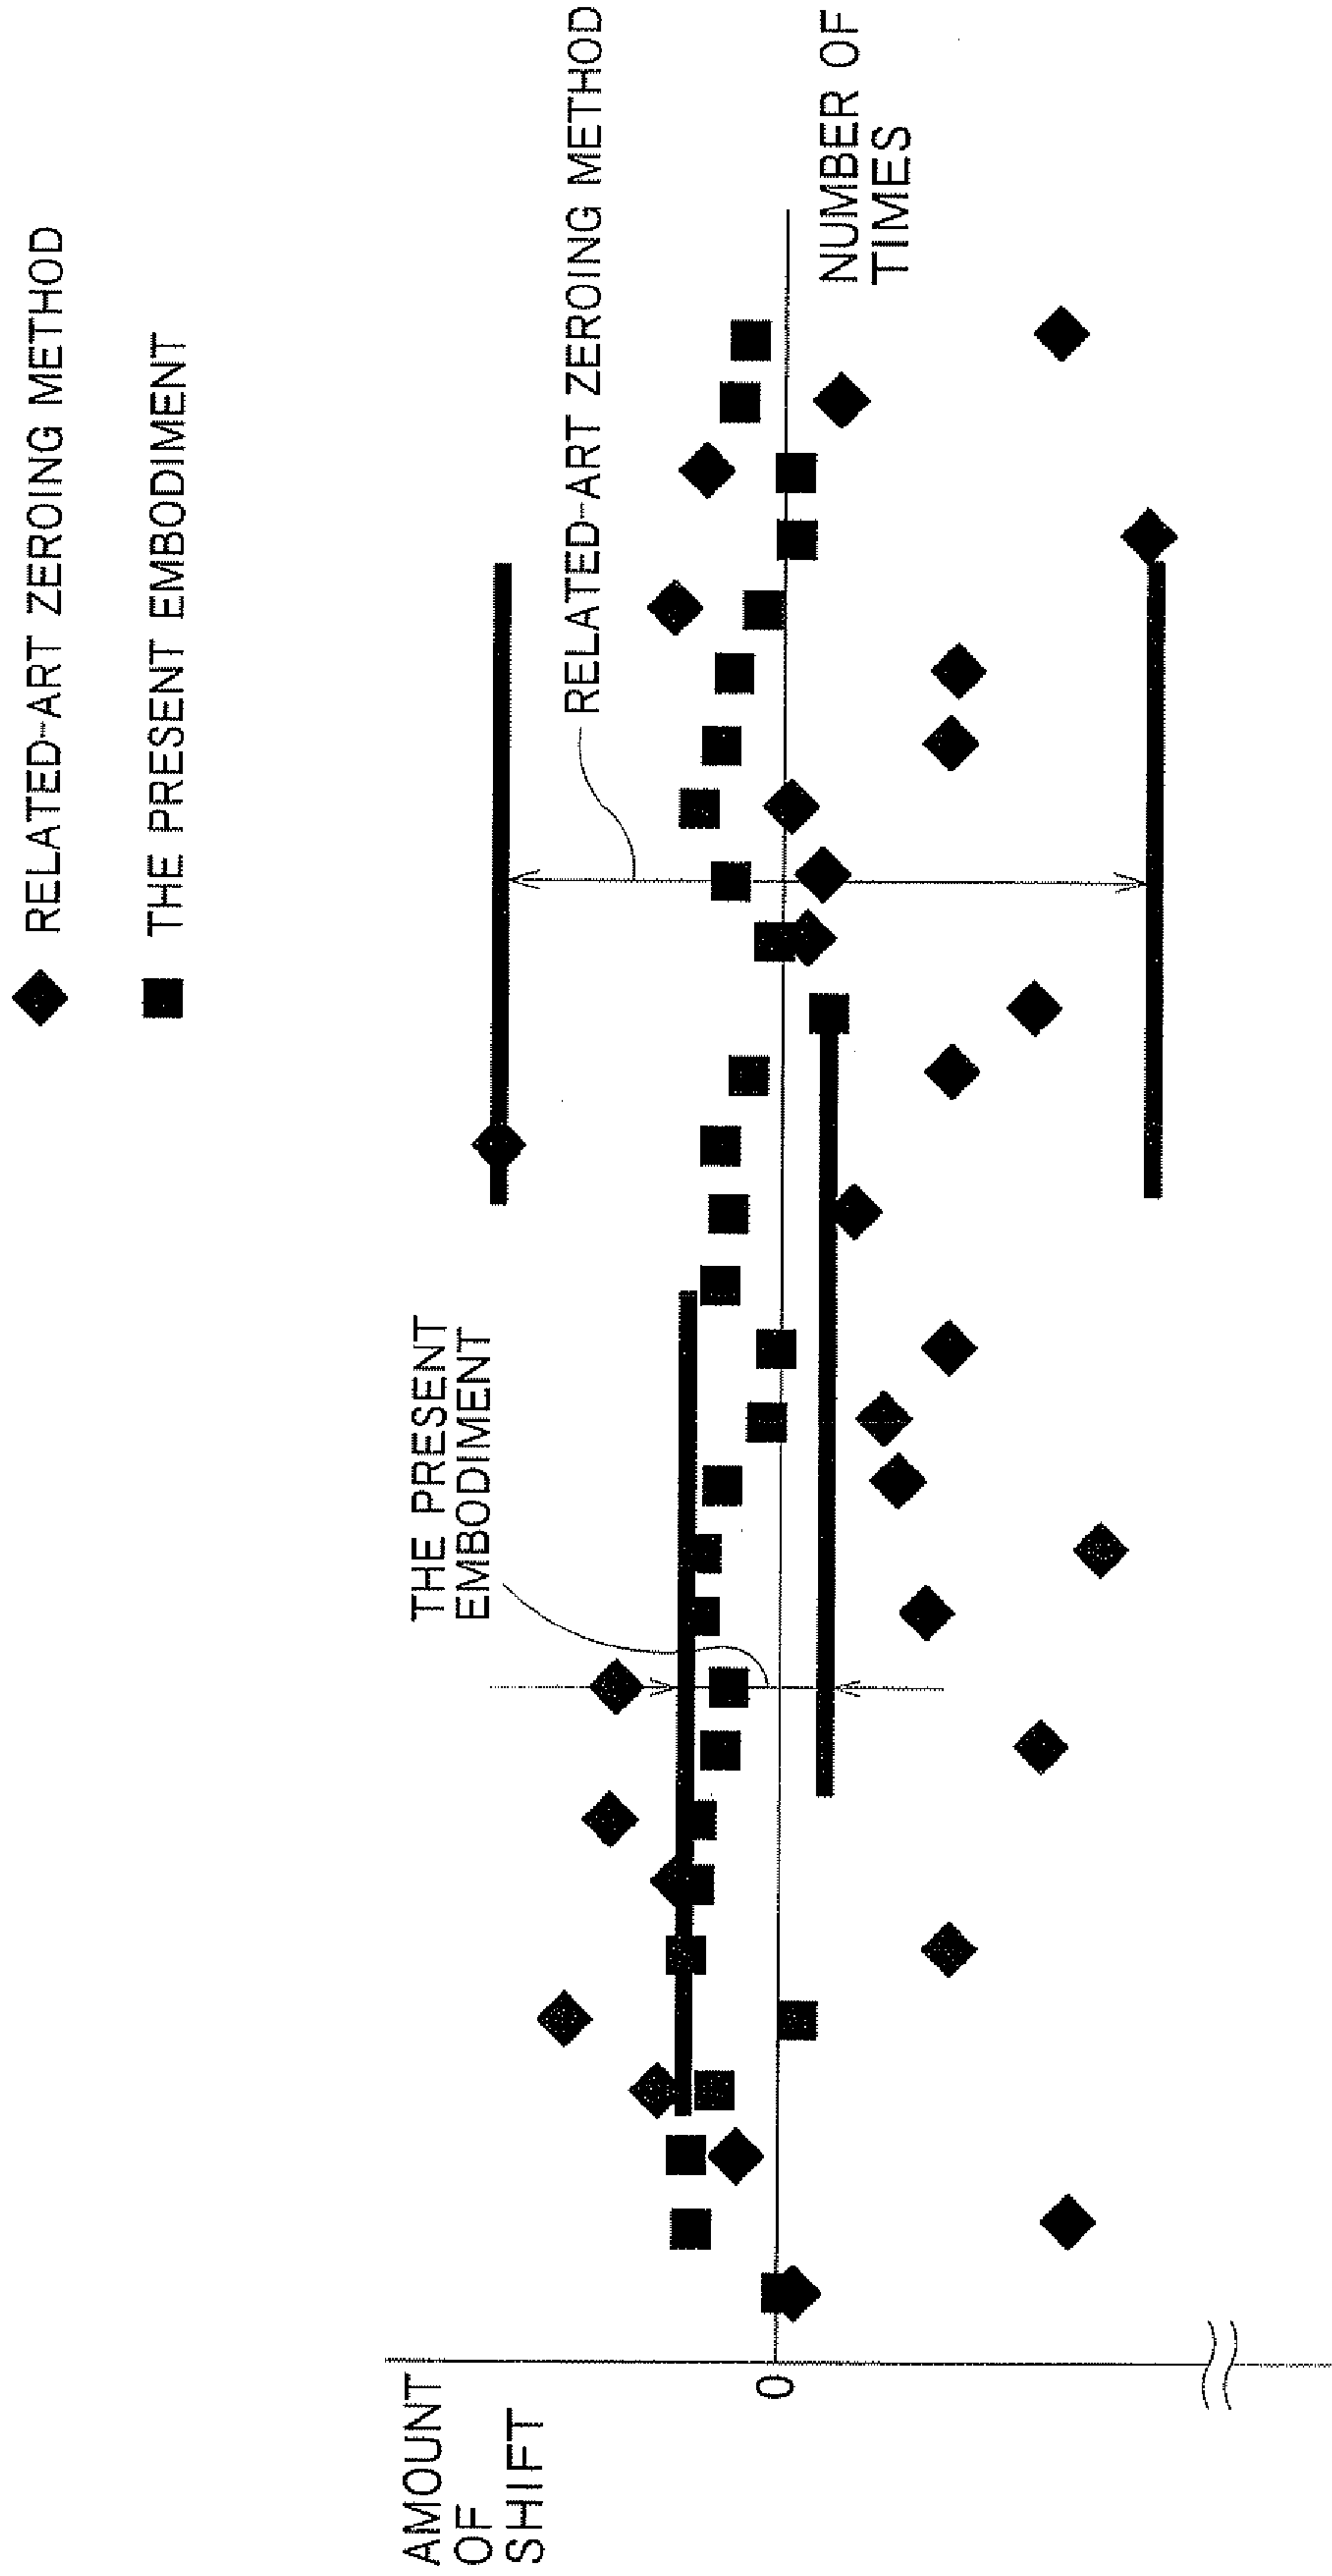 RELATED-ART ZEROING METHOD
THE PRESENT EMBODIMENT
AMOUNT
OF
SHIFT
THE PRESENT
EMBODIMENT
RELATED-ART ZEROING METHOD
0
NUMBER OF
TIMES